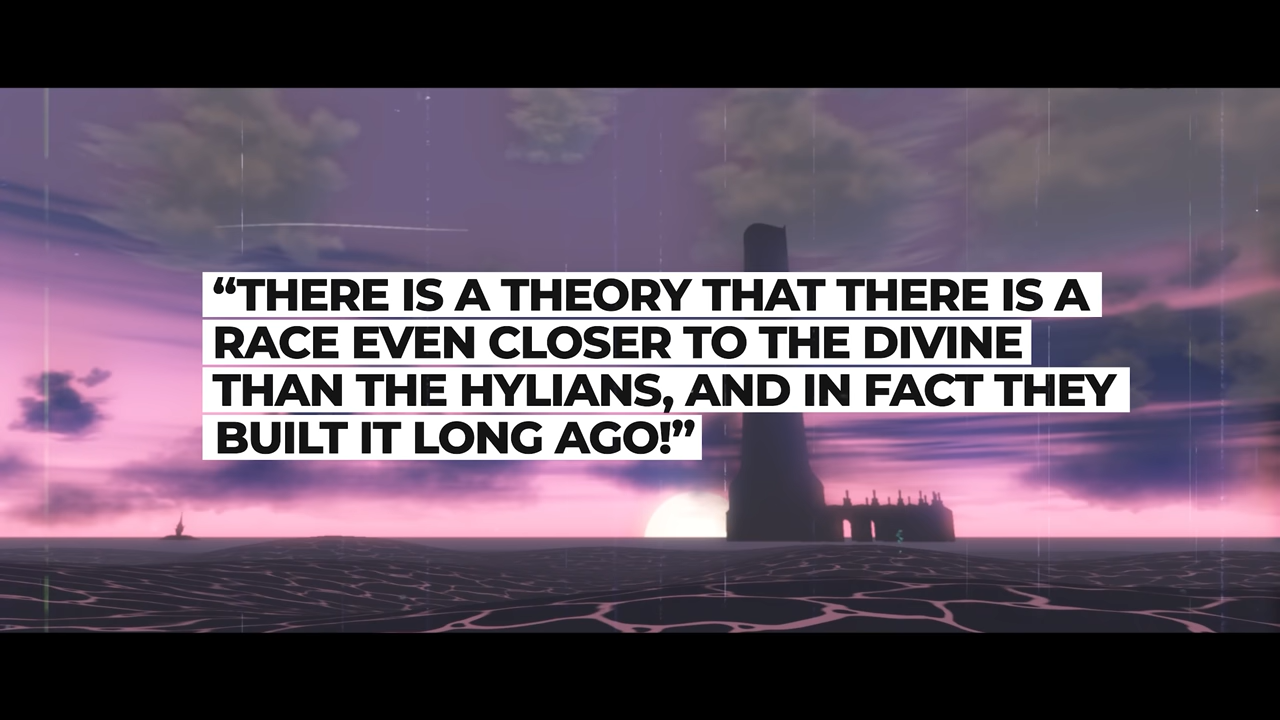 “THERE IS A THEORY THAT THERE IS A
RACE EVEN CLOSER TO THE DIVINE
THAN THE HYLIANS, AND IN FACT THEY
BUILT IT LONG AGO!”